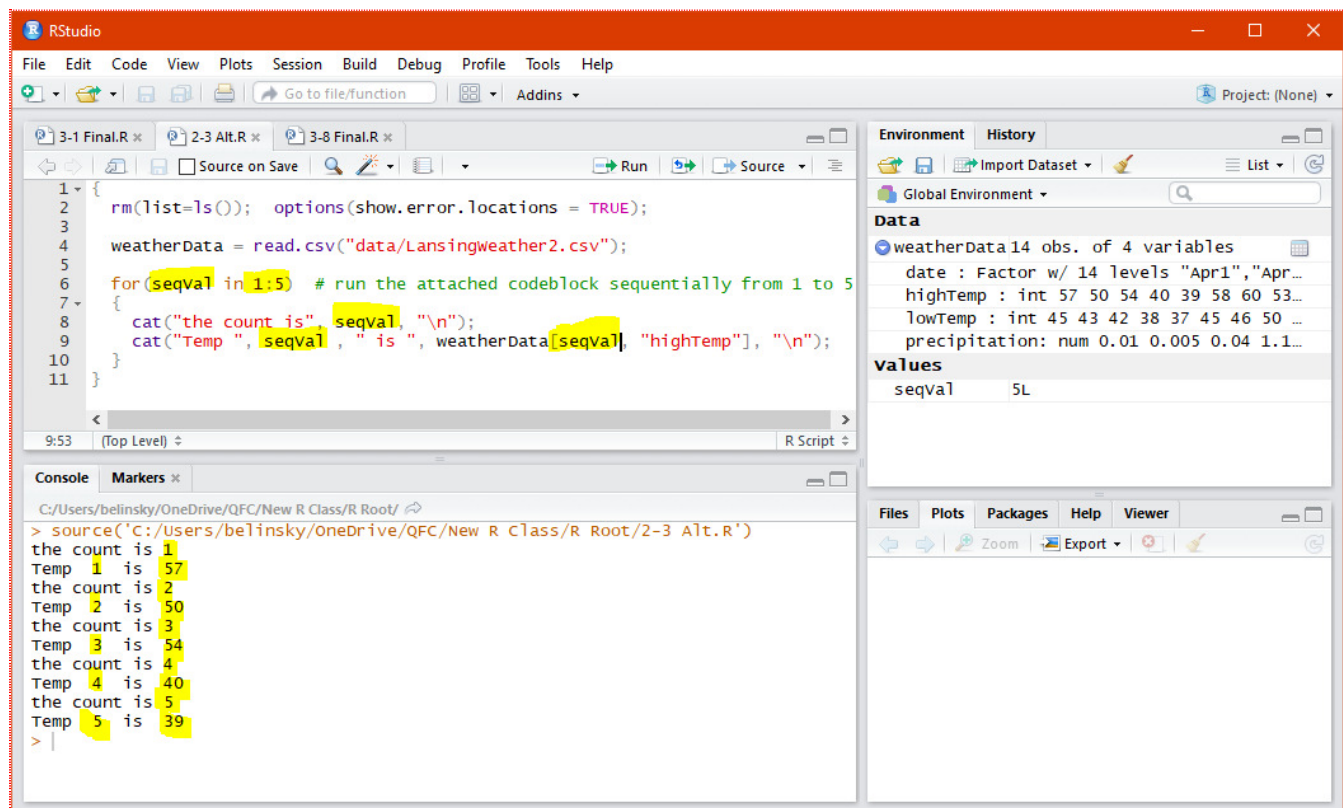 RStudio
File Edit Code View Plots Session Build Debug Profile Tools Help
Go to file/function Addins Project: (None)
3-1 Final.R 2-3 Alt.R 3-8 Final.R
Source on Save Run Source
1 {
2 rm(list=ls()); options(show.error.locations = TRUE);
3
4 weatherData = read.csv("data/LansingWeather2.csv");
5
6 for(seqVal in 1:5) # run the attached codeblock sequentially from 1 to 5
7 {
8 cat("the count is", seqVal, "\n");
9 cat("Temp ", seqVal , " is ", weatherData[seqVal, "highTemp"], "\n");
10 }
11 }
9:53 (Top Level) R Script
Console Markers
C:/Users/belinsky/OneDrive/QFC/New R Class/R Root/
> source('C:/Users/belinsky/OneDrive/QFC/New R Class/R Root/2-3 Alt.R')
the count is 1
Temp 1 is 57
the count is 2
Temp 2 is 50
the count is 3
Temp 3 is 54
the count is 4
Temp 4 is 40
the count is 5
Temp 5 is 39
>
Environment History
Import Dataset List
Global Environment
Data
weatherData 14 obs. of 4 variables
date : Factor w/ 14 levels "Apr1","Apr...
highTemp : int 57 50 54 40 39 58 60 53...
lowTemp : int 45 43 42 38 37 45 46 50 ...
precipitation: num 0.01 0.005 0.04 1.1...
Values
seqVal 5L
Files Plots Packages Help Viewer
Zoom Export